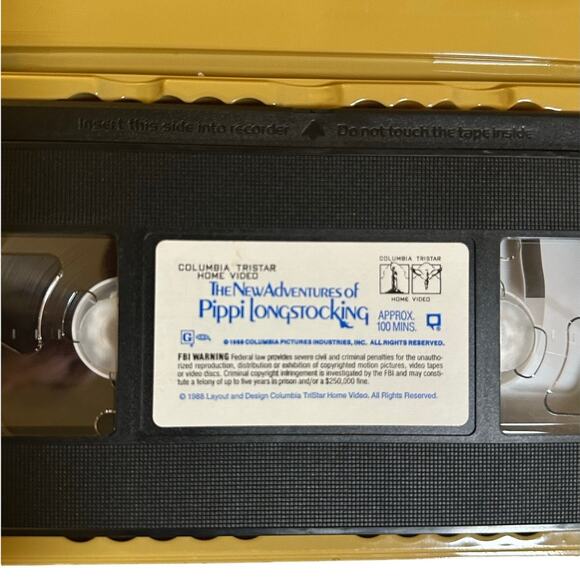 Insert this side into recorder Do not touch the tape inside
COLUMBIA TRISTAR
HOME VIDEO
COLUMBIA TRISTAR
HOME VIDEO
THE NEW ADVENTURES of
PIPPI LONGSTOCKING
APPROX.
100 MINS.
G
© 1988 COLUMBIA PICTURES INDUSTRIES, INC. ALL RIGHTS RESERVED.
FBI WARNING Federal law provides severe civil and criminal penalties for the unautho-
rized reproduction, distribution or exhibition of copyrighted motion pictures, video tapes
or video discs. Criminal copyright infringement is investigated by the FBI and may consti-
tute a felony of up to five years in prison and/or a $250,000 fine.
© 1988 Layout and Design Columbia TriStar Home Video. All Rights Reserved.